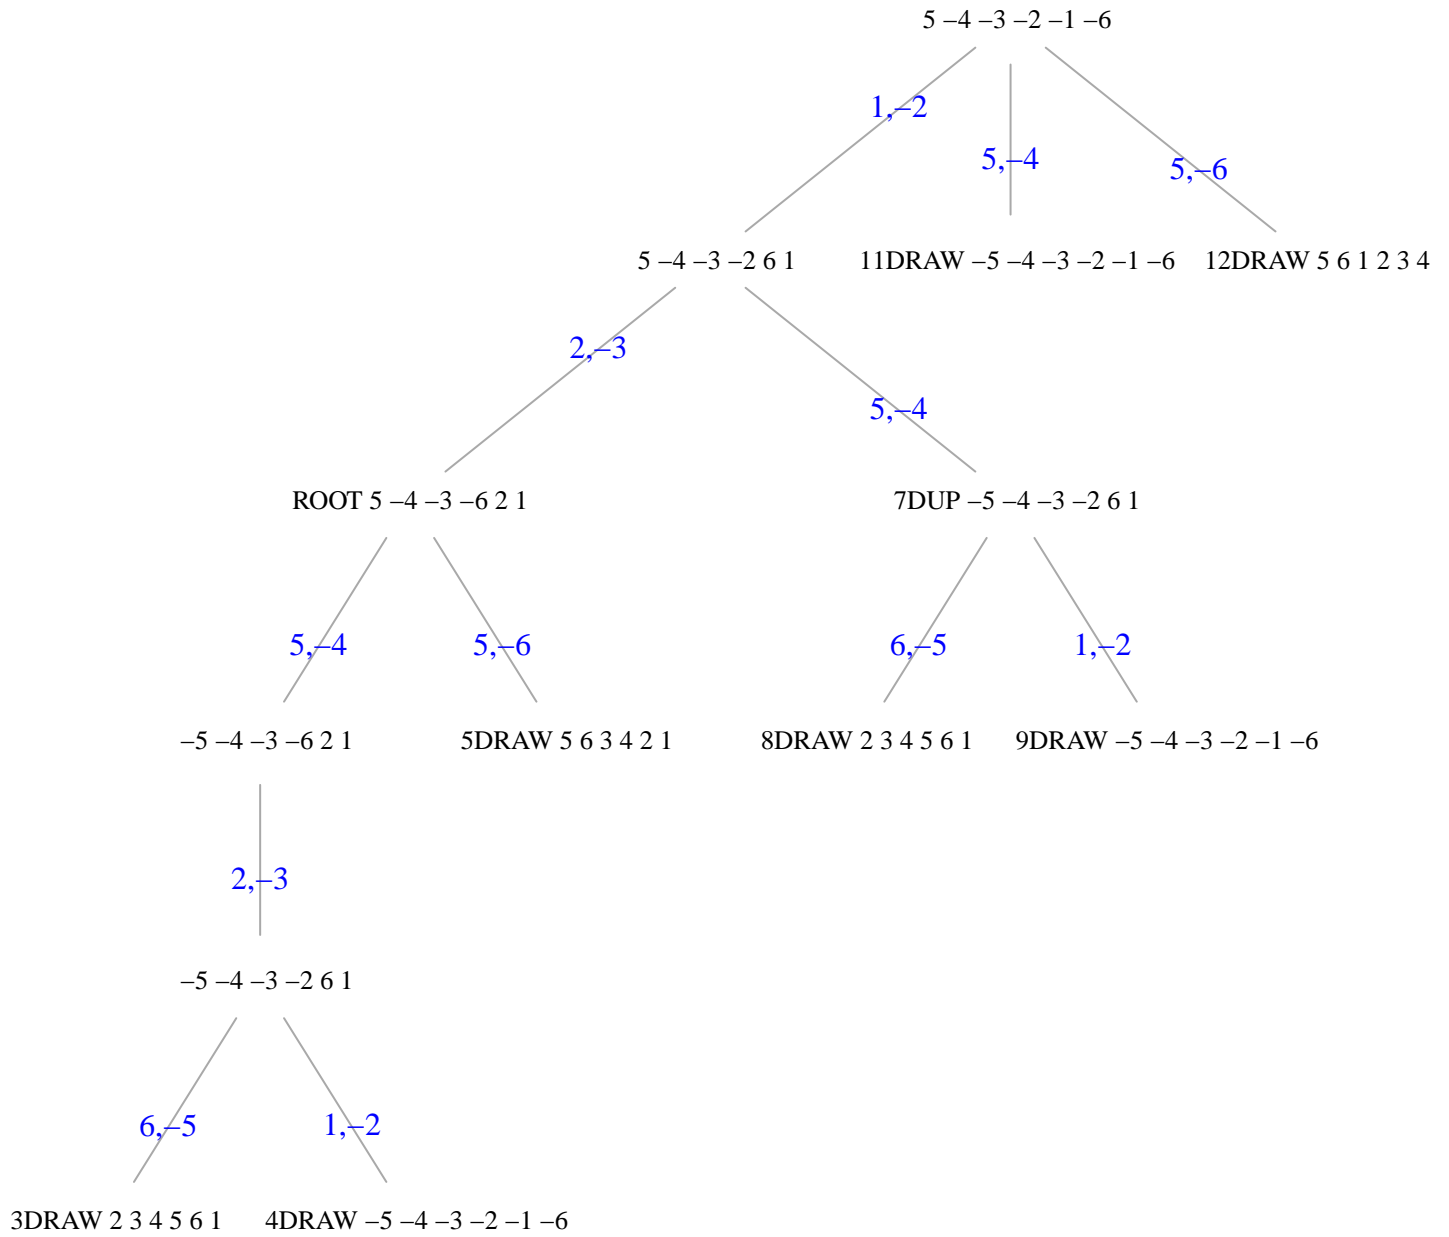 5 –4 –3 –2 –1 –6
1,–2
5,–4
5,–6
5 –4 –3 –2 6 1
11DRAW –5 –4 –3 –2 –1 –6
12DRAW 5 6 1 2 3 4
2,–3
5,–4
ROOT 5 –4 –3 –6 2 1
7DUP –5 –4 –3 –2 6 1
5,–4
5,–6
6,–5
1,–2
–5 –4 –3 –6 2 1
5DRAW 5 6 3 4 2 1
8DRAW 2 3 4 5 6 1
9DRAW –5 –4 –3 –2 –1 –6
2,–3
–5 –4 –3 –2 6 1
6,–5
1,–2
3DRAW 2 3 4 5 6 1
4DRAW –5 –4 –3 –2 –1 –6